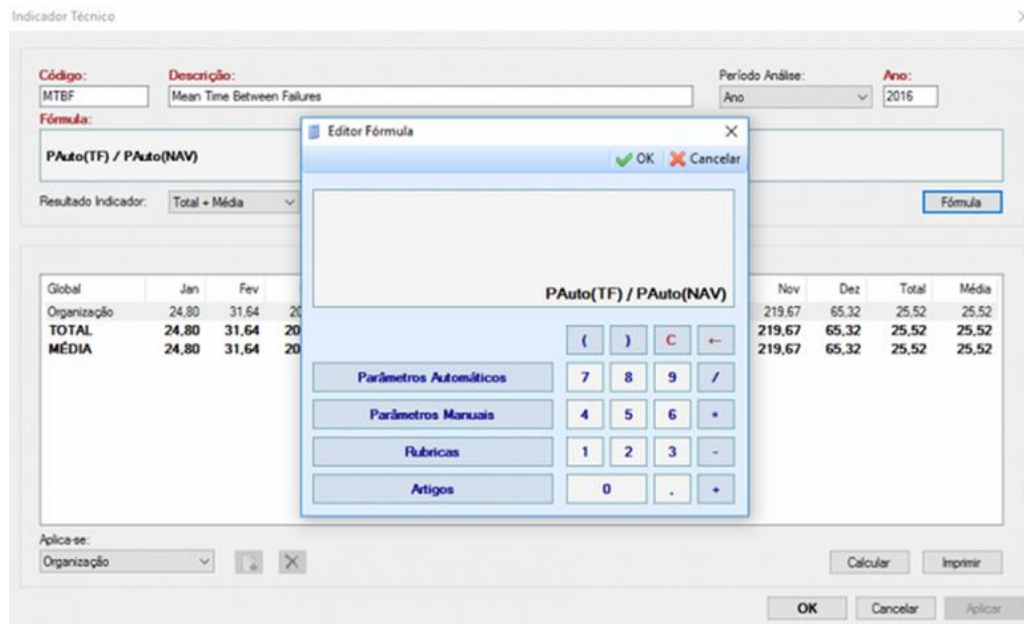 Indicador Técnico
Código:
Descrição:
Período Análise:
Ano:
MTBF
Mean Time Between Failures
Ano
2016
Fórmula:
PAuto(TF) / PAuto(NAV)
Resultado Indicador:
Total + Média
Fórmula
Editor Fórmula
OK
Cancelar
PAuto(TF) / PAuto(NAV)
( ) C ←
Parâmetros Automáticos 7 8 9 /
Parâmetros Manuais 4 5 6 *
Rubricas 1 2 3 -
Artigos 0 . +
Global Jan Fev Nov Dez Total Média
Organização 24,80 31,64 20 219,67 65,32 25,52 25,52
TOTAL 24,80 31,64 20 219,67 65,32 25,52 25,52
MÉDIA 24,80 31,64 20 219,67 65,32 25,52 25,52
Aplica-se:
Organização
Calcular
Imprimir
OK
Cancelar
Aplicar